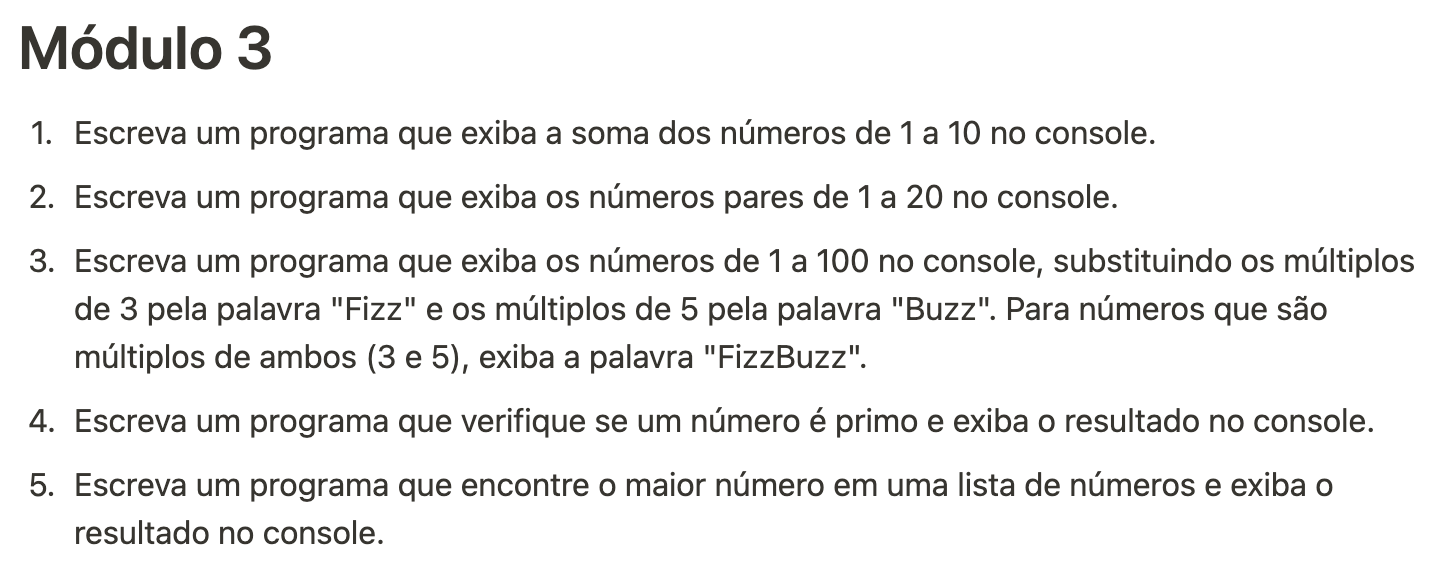 Módulo 3
1. Escreva um programa que exiba a soma dos números de 1 a 10 no console.
2. Escreva um programa que exiba os números pares de 1 a 20 no console.
3. Escreva um programa que exiba os números de 1 a 100 no console, substituindo os múltiplos
de 3 pela palavra "Fizz" e os múltiplos de 5 pela palavra "Buzz". Para números que são
múltiplos de ambos (3 e 5), exiba a palavra "FizzBuzz".
4. Escreva um programa que verifique se um número é primo e exiba o resultado no console.
5. Escreva um programa que encontre o maior número em uma lista de números e exiba o
resultado no console.